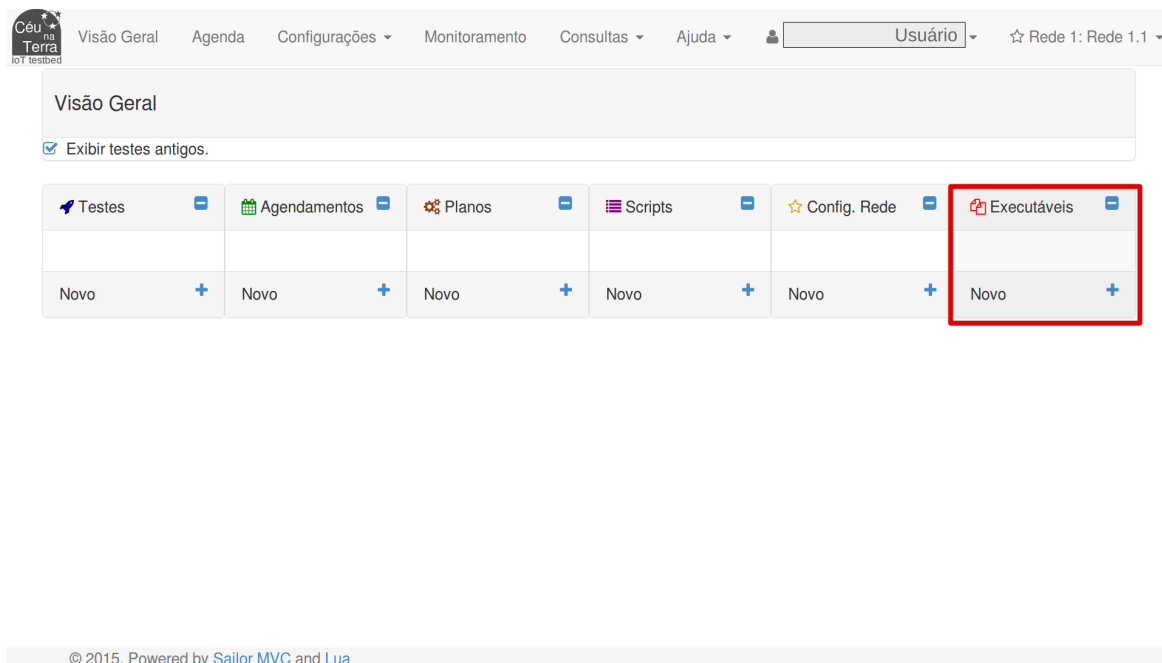 Céu
na
Terra
IoT testbed
Visão Geral Agenda Configurações Monitoramento Consultas Ajuda Usuário Rede 1: Rede 1.1
Visão Geral
Exibir testes antigos.
Testes Agendamentos Planos Scripts Config. Rede Executáveis
Novo Novo Novo Novo Novo Novo
© 2015. Powered by Sailor MVC and Lua